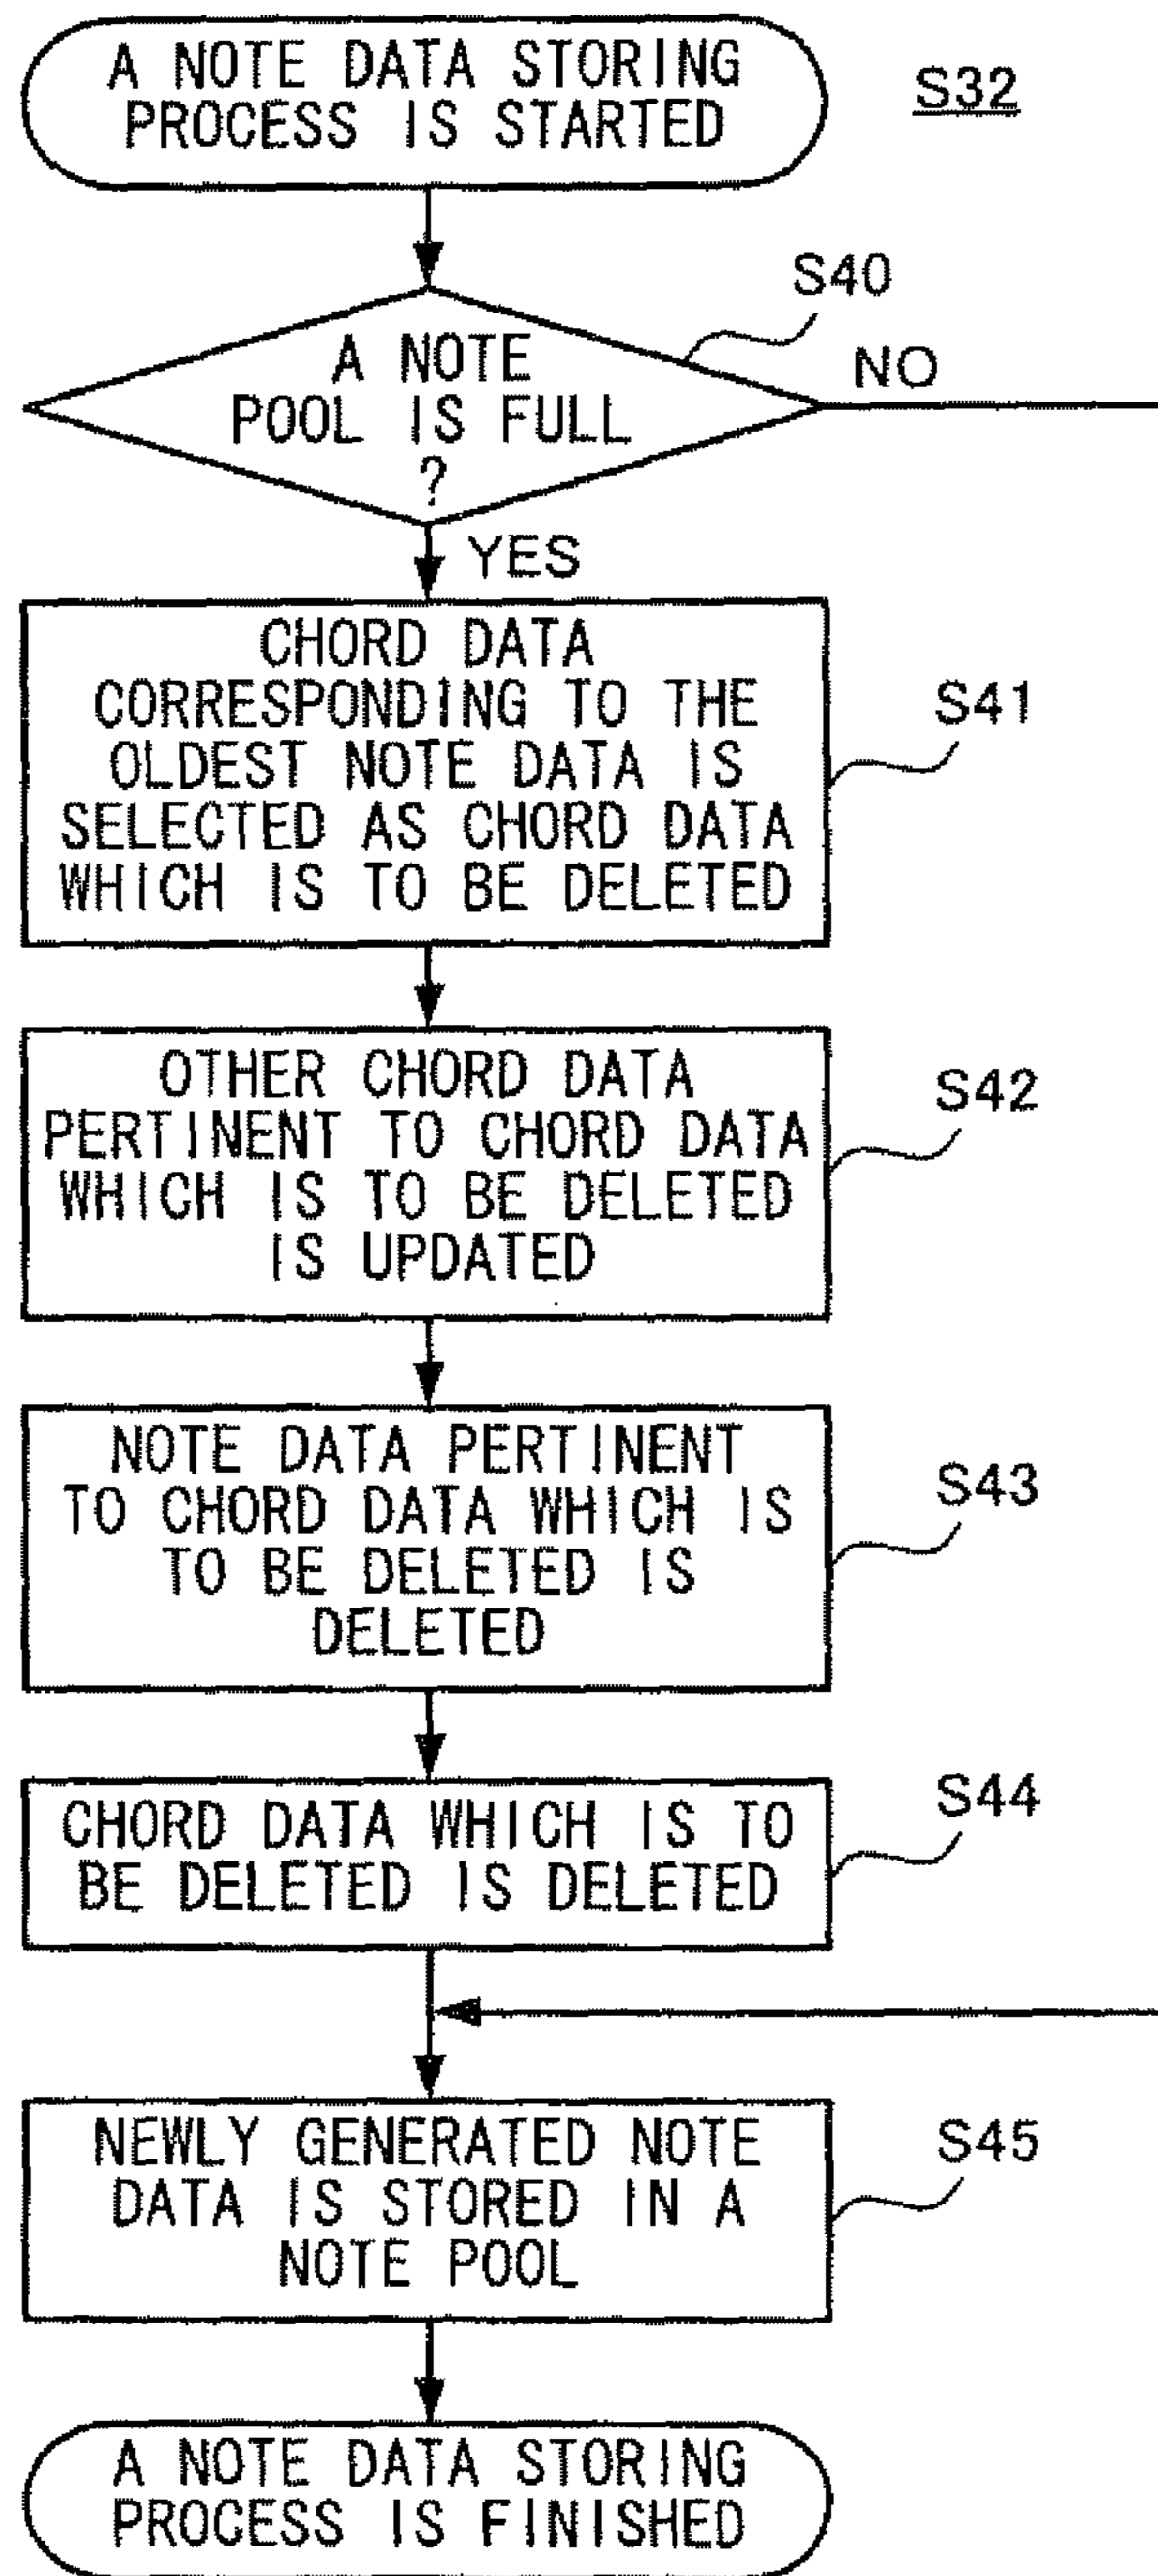 A NOTE DATA STORING
PROCESS IS STARTED
S32
S40
A NOTE
POOL IS FULL
?
NO
YES
CHORD DATA
CORRESPONDING TO THE
OLDEST NOTE DATA IS
SELECTED AS CHORD DATA
WHICH IS TO BE DELETED
S41
OTHER CHORD DATA
PERTINENT TO CHORD DATA
WHICH IS TO BE DELETED
IS UPDATED
S42
NOTE DATA PERTINENT
TO CHORD DATA WHICH IS
TO BE DELETED IS
DELETED
S43
CHORD DATA WHICH IS TO
BE DELETED IS DELETED
S44
NEWLY GENERATED NOTE
DATA IS STORED IN A
NOTE POOL
S45
A NOTE DATA STORING
PROCESS IS FINISHED